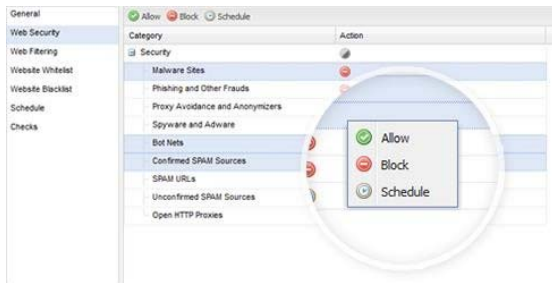 General
Web Security
Web Filtering
Website Whitelist
Website Blacklist
Schedule
Checks
Allow Block Schedule
Category Action
Security
Malware Sites
Phishing and Other Frauds
Proxy Avoidance and Anonymizers
Spyware and Adware
Bot Nets
Confirmed SPAM Sources
SPAM URLs
Unconfirmed SPAM Sources
Open HTTP Proxies
Allow
Block
Schedule